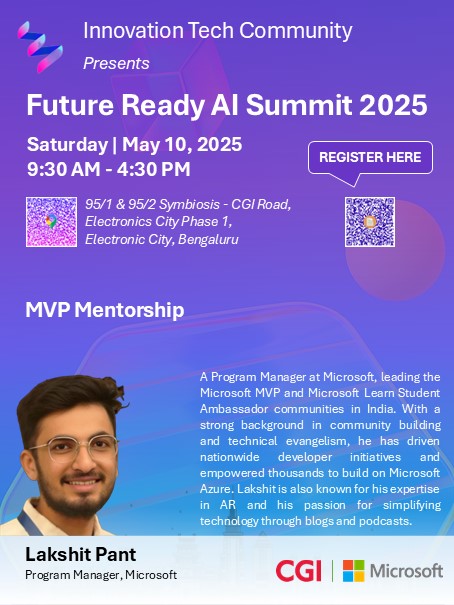 Innovation Tech Community
Presents
Future Ready AI Summit 2025
Saturday | May 10, 2025
9:30 AM - 4:30 PM
REGISTER HERE
95/1 & 95/2 Symbiosis - CGI Road,
Electronics City Phase 1,
Electronic City, Bengaluru
MVP Mentorship
A Program Manager at Microsoft, leading the
Microsoft MVP and Microsoft Learn Student
Ambassador communities in India. With a
strong background in community building
and technical evangelism, he has driven
nationwide developer initiatives and
empowered thousands to build on Microsoft
Azure. Lakshit is also known for his expertise
in AR and his passion for simplifying
technology through blogs and podcasts.
Lakshit Pant
Program Manager, Microsoft
CGI
Microsoft